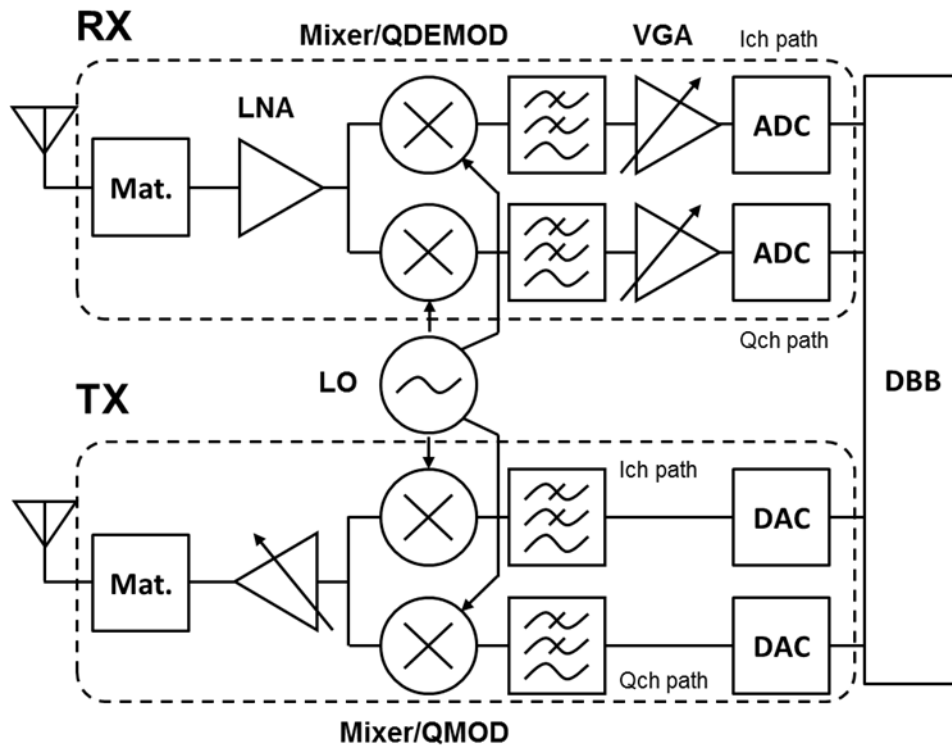 RX
Mixer/QDEMOD
VGA
Ich path
LNA
ADC
Mat.
ADC
Qch path
LO
DBB
TX
Ich path
DAC
Mat.
DAC
Qch path
Mixer/QMOD